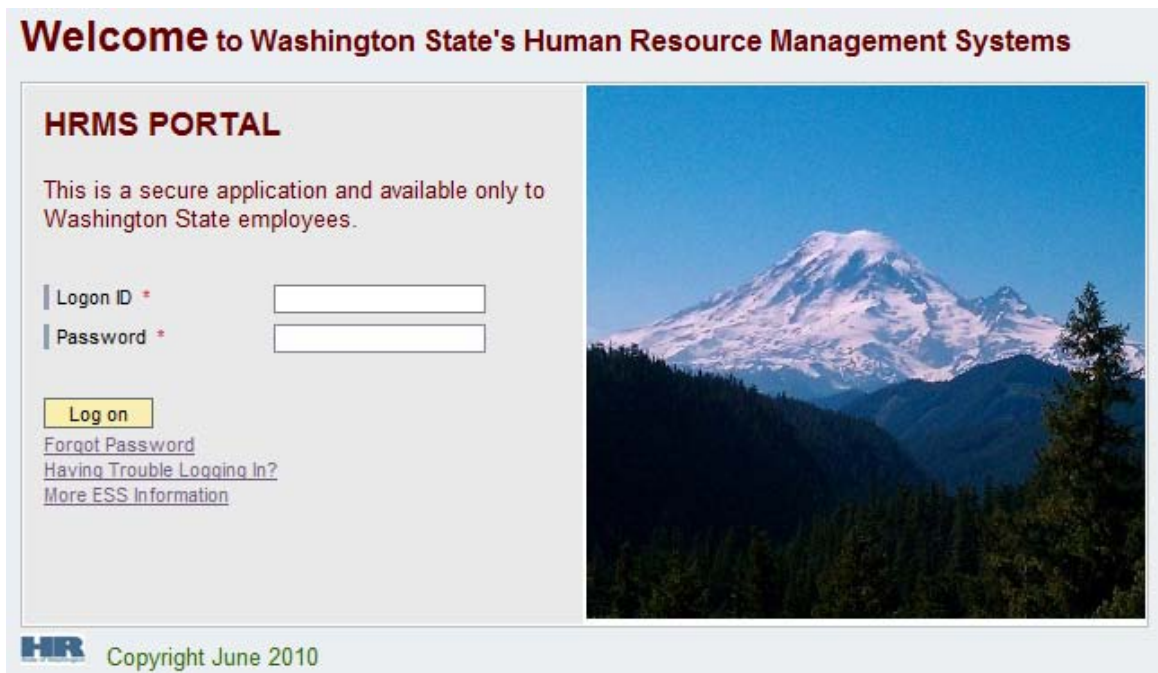 Welcome to Washington State's Human Resource Management Systems
HRMS PORTAL
This is a secure application and available only to
Washington State employees.
Logon ID *
Password *
Log on
Forgot Password
Having Trouble Logging In?
More ESS Information
HR
Copyright June 2010